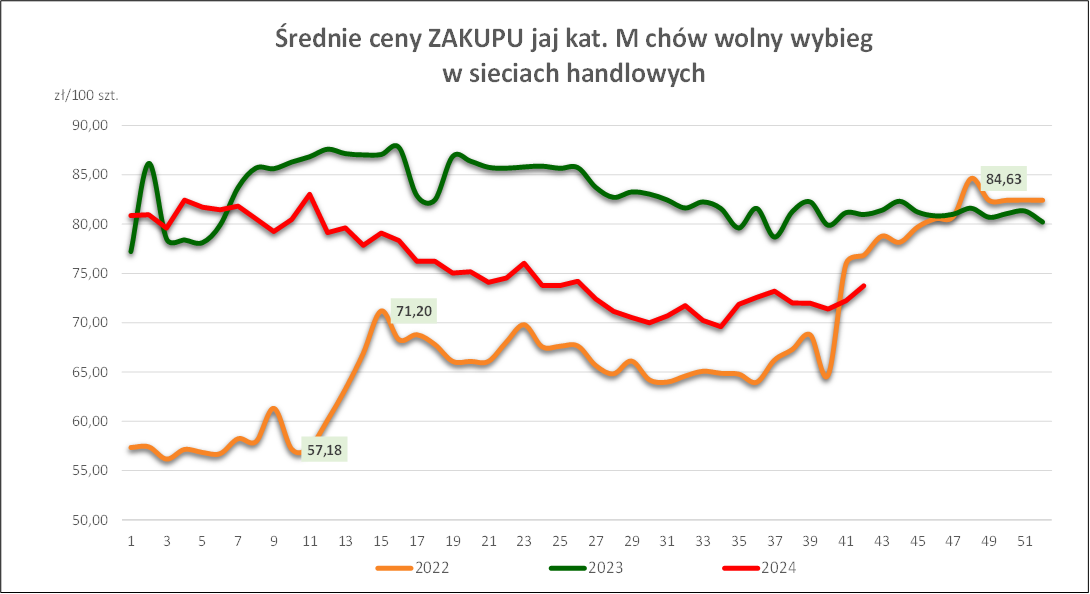 Średnie ceny ZAKUPU jaj kat. M chów wolny wybieg
w sieciach handlowych
zł/100 szt.
90,00
85,00
80,00
75,00
70,00
65,00
60,00
55,00
50,00
84,63
71,20
57,18
1 3 5 7 9 11 13 15 17 19 21 23 25 27 29 31 33 35 37 39 41 43 45 47 49 51
2022 2023 2024